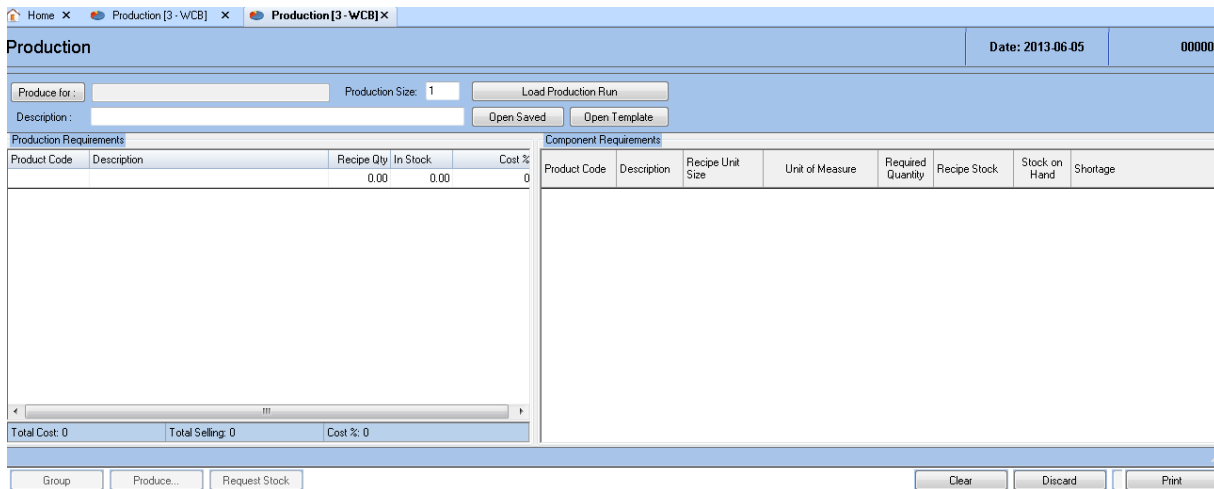 Home Production [3 - WCB] Production [3 - WCB]
Production Date: 2013-06-05 00000
Produce for : Production Size: 1 Load Production Run
Description : Open Saved Open Template
Production Requirements Component Requirements
Product Code Description Recipe Qty In Stock Cost %
0.00 0.00 0
Product Code Description Recipe Unit Size Unit of Measure Required Quantity Recipe Stock Stock on Hand Shortage
Total Cost: 0 Total Selling: 0 Cost %: 0
Group Produce... Request Stock Clear Discard Print